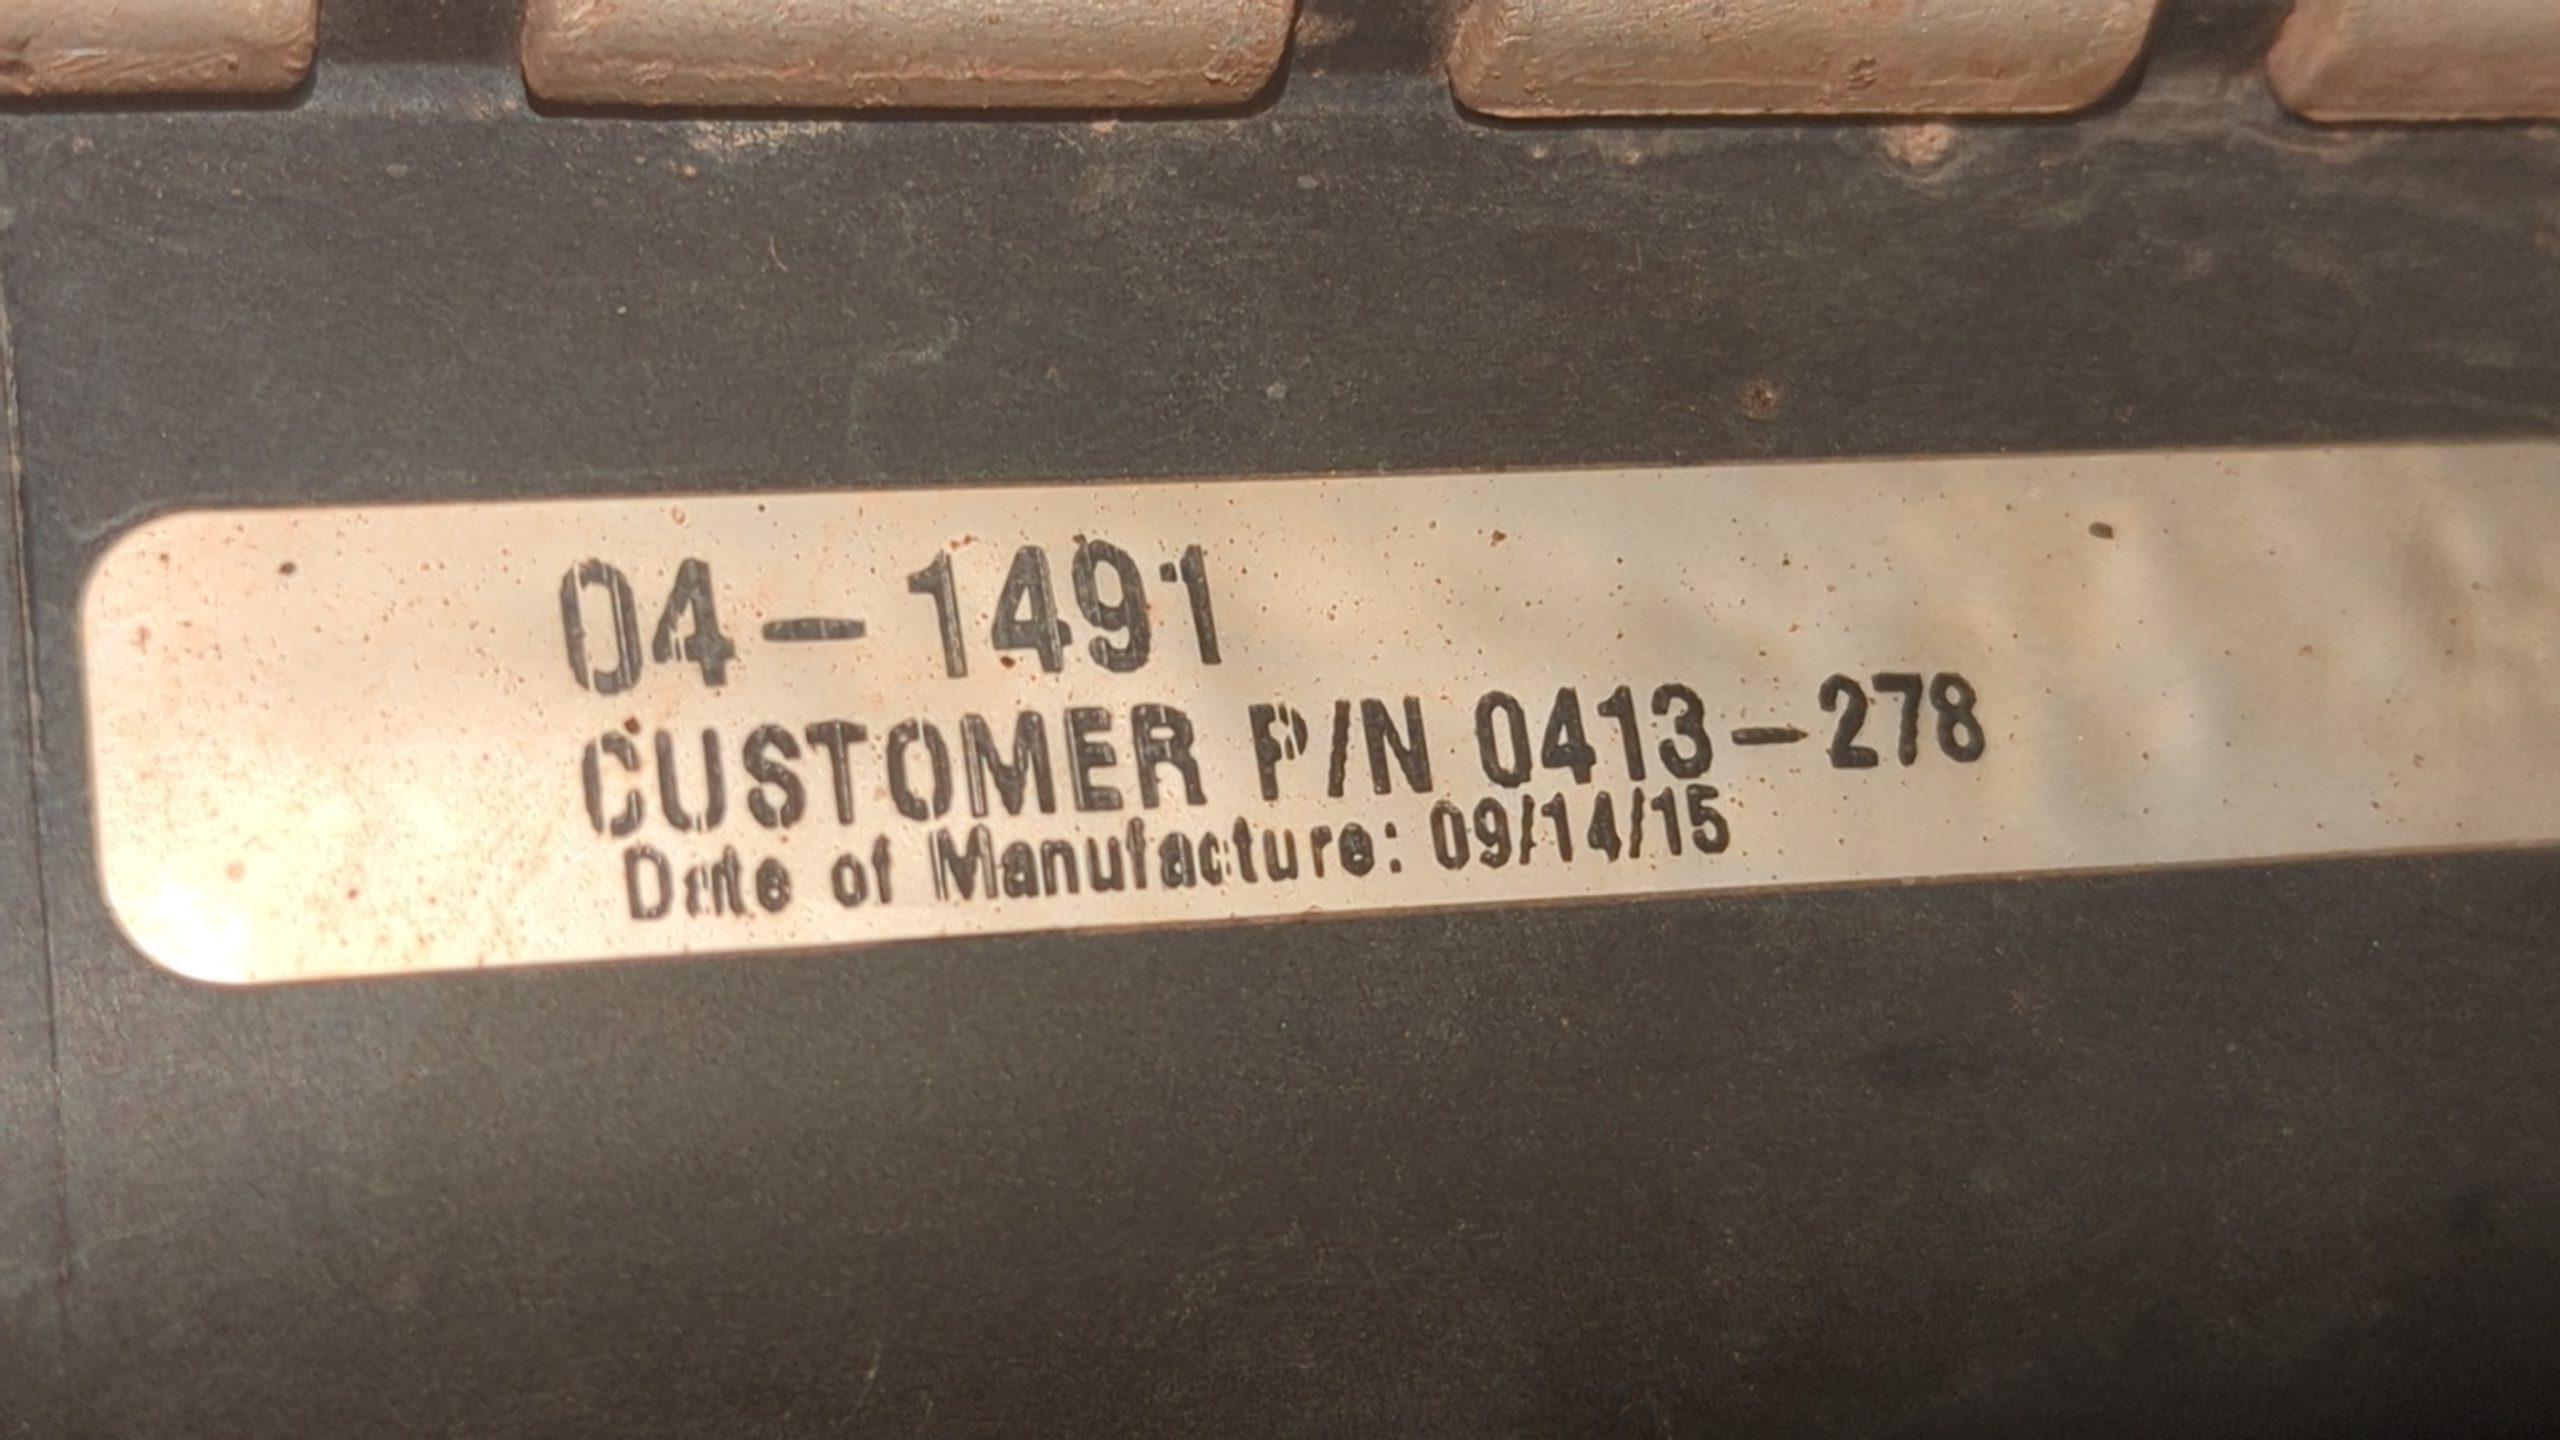 04-1491
CUSTOMER P/N 0413-278
Date of Manufacture: 09/14/15